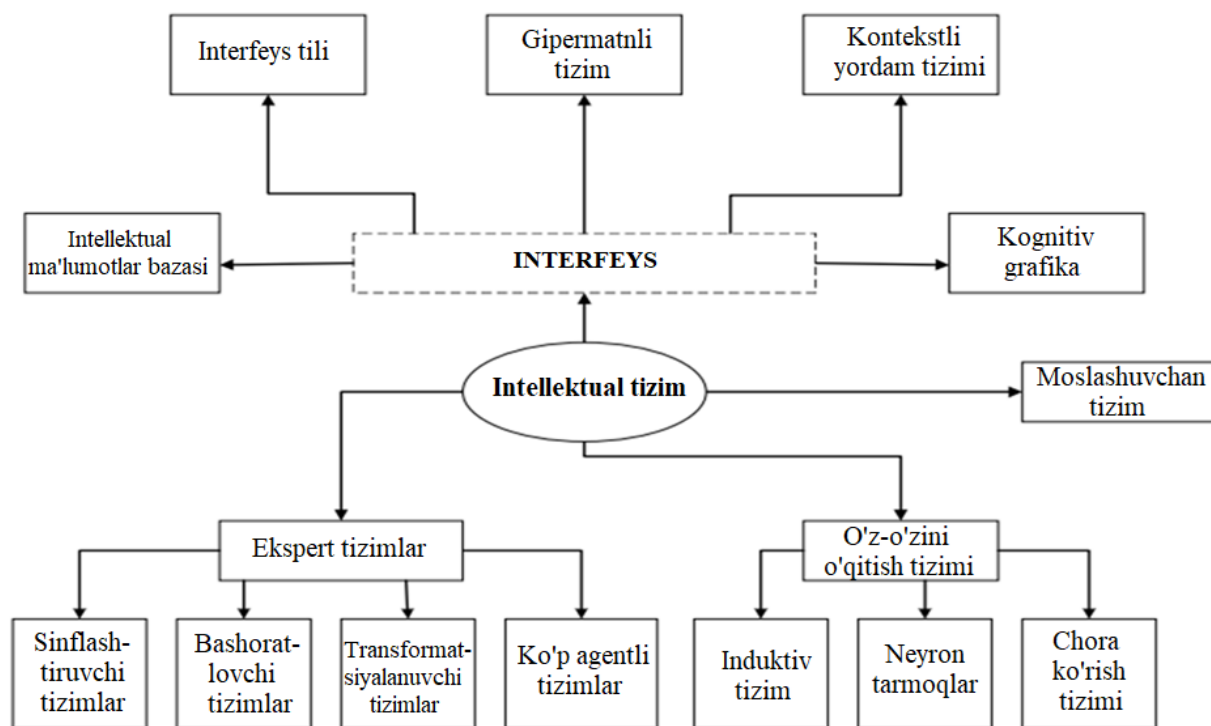 Interfeys tili
Gipermatnli
tizim
Kontekstli
yordam tizimi
Intellektual
ma'lumotlar bazasi
INTERFEYS
Kognitiv
grafika
Intellektual tizim
Moslashuvchan
tizim
Ekspert tizimlar
O'z-o'zini
o'qitish tizimi
Sinflash-
tiruvchi
tizimlar
Bashorat-
lovchi
tizimlar
Transformat-
siyalanuvchi
tizimlar
Ko'p agentli
tizimlar
Induktiv
tizim
Neyron
tarmoqlar
Chora
ko'rish
tizimi